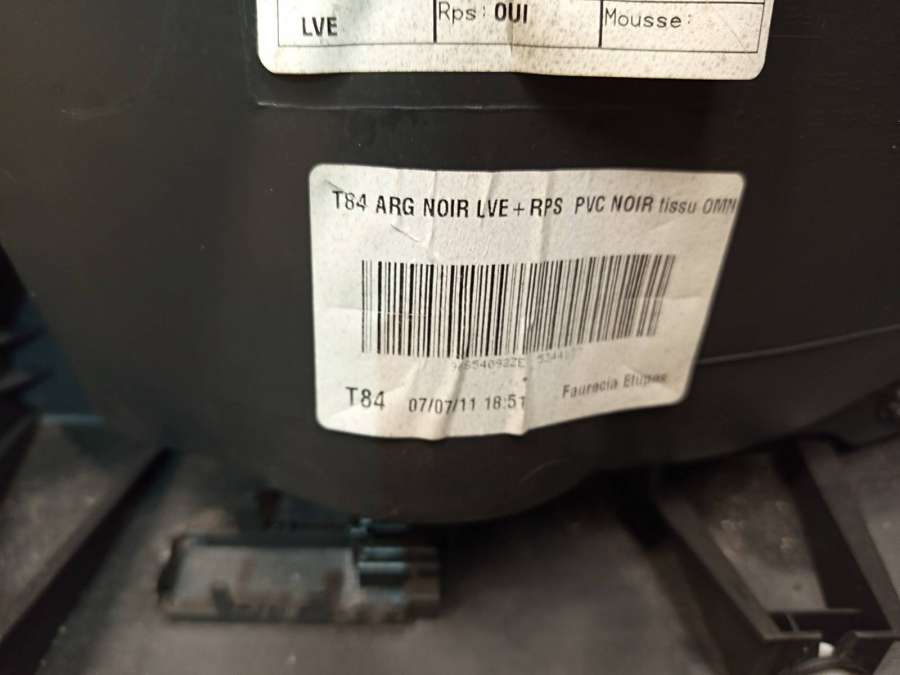 LVE
Rps: OUI
Mousse:
T84 ARG NOIR LVE + RPS PVC NOIR tissu OMN
T84
07/07/11 18:51
Faurecia Etupes